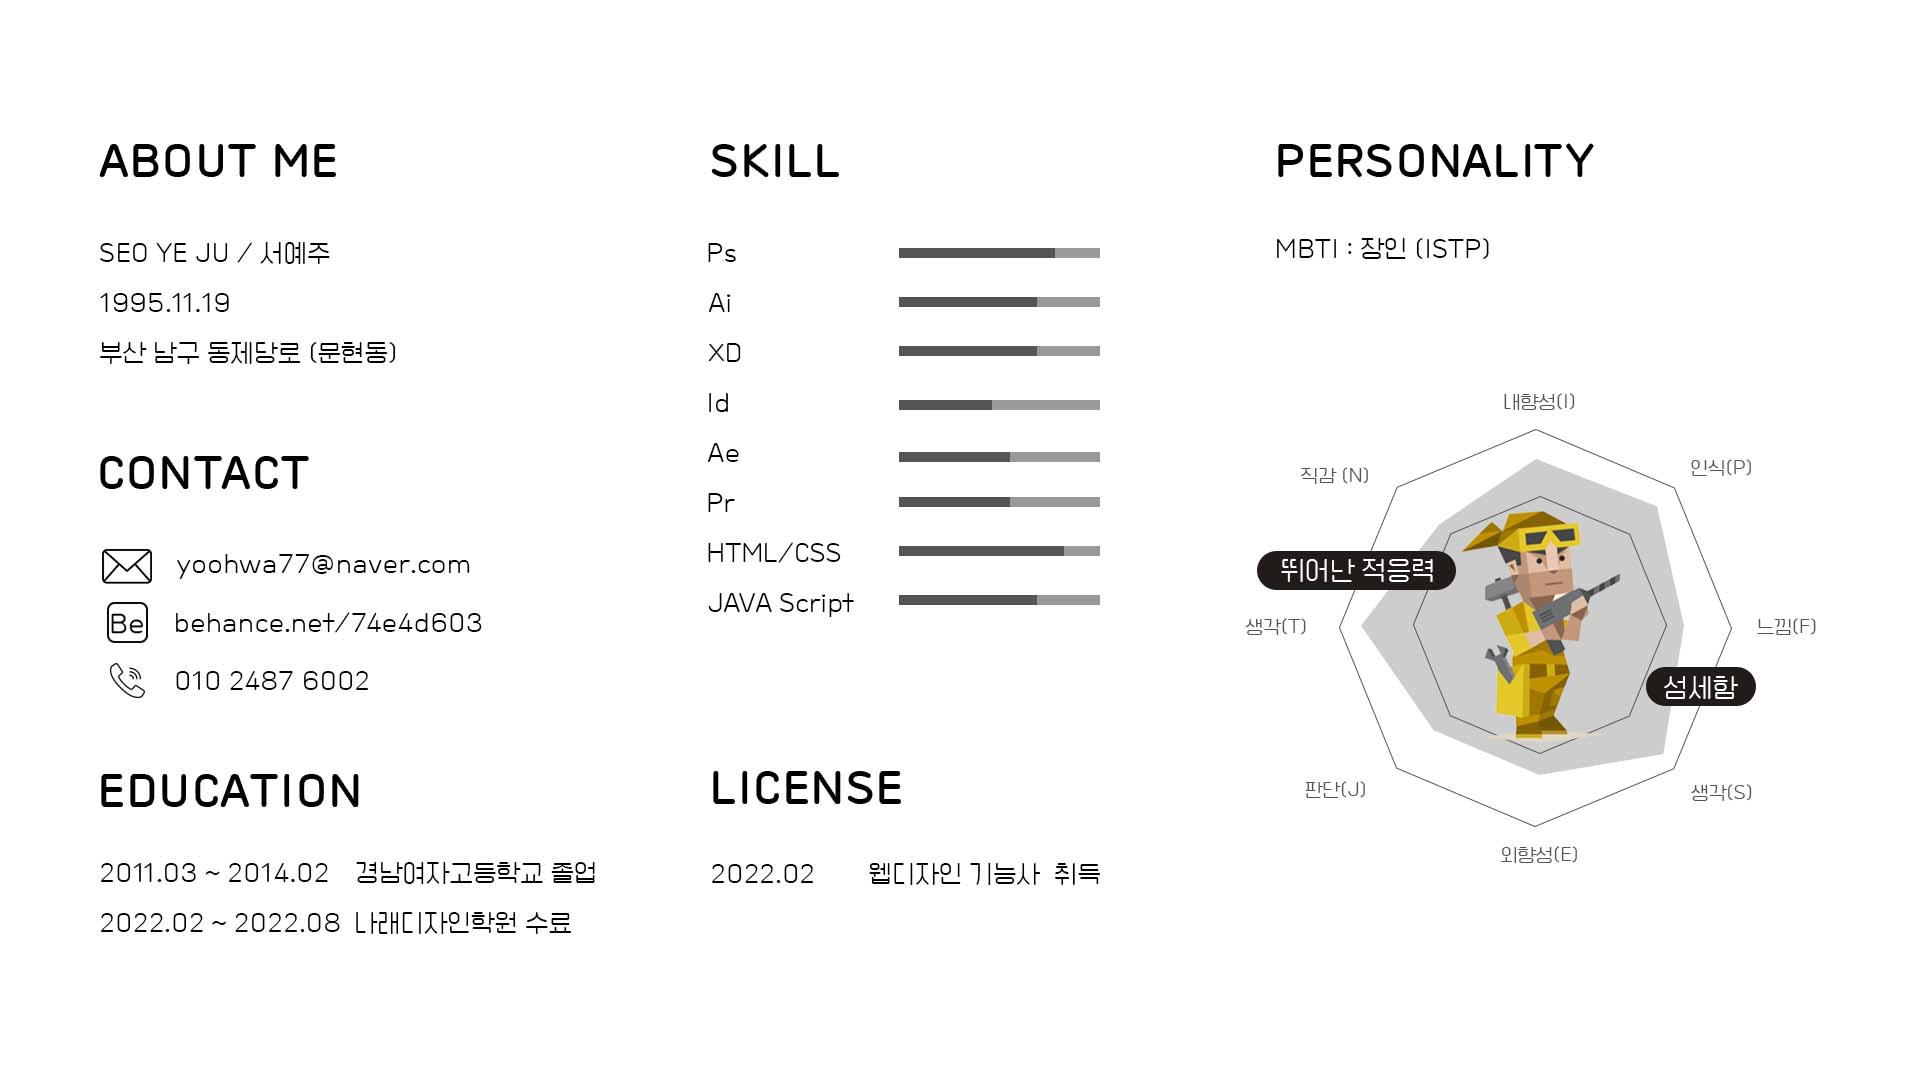 ABOUT ME
SEO YE JU / 서예주
1995.11.19
부산 남구 동제당로 (문현동)
CONTACT
yoohwa77@naver.com
Be behance.net/74e4d603
010 2487 6002
EDUCATION
2011.03 ~ 2014.02 경남여자고등학교 졸업
2022.02 ~ 2022.08 나래디자인학원 수료
SKILL
Ps
Ai
XD
Id
Ae
Pr
HTML/CSS
JAVA Script
LICENSE
2022.02 웹디자인 기능사 취득
PERSONALITY
MBTI : 장인 (ISTP)
내향성(I)
인식(P)
직감 (N)
뛰어난 적응력
생각(T)
느낌(F)
섬세함
판단(J)
생각(S)
외향성(E)